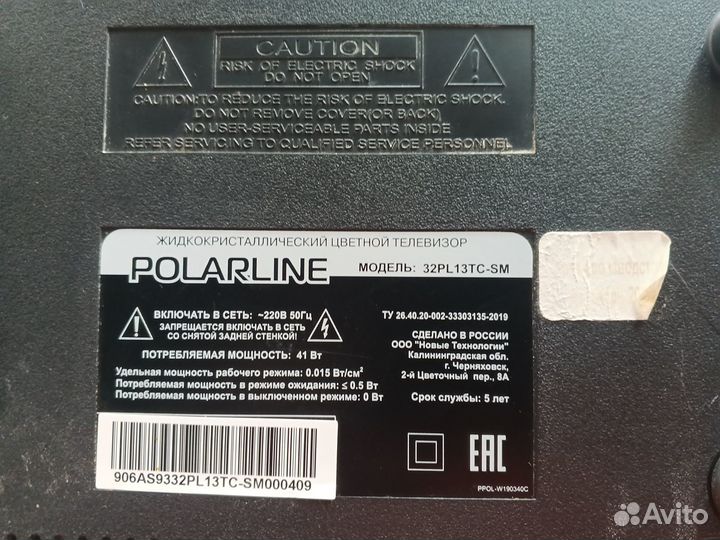 CAUTION
RISK OF ELECTRIC SHOCK
DO NOT OPEN
CAUTION:TO REDUCE THE RISK OF ELECTRIC SHOCK.
DO NOT REMOVE COVER(OR BACK)
NO USER-SERVICEABLE PARTS INSIDE
REFER SERVICING TO QUALIFIED SERVICE PERSONNEL
ЖИДКОКРИСТАЛЛИЧЕСКИЙ ЦВЕТНОЙ ТЕЛЕВИЗОР
POLARLINE
МОДЕЛЬ: 32PL13TC-SM
ВКЛЮЧАТЬ В СЕТЬ: ~220В 50Гц
ЗАПРЕЩАЕТСЯ ВКЛЮЧАТЬ В СЕТЬ
СО СНЯТОЙ ЗАДНЕЙ СТЕНКОЙ!
ПОТРЕБЛЯЕМАЯ МОЩНОСТЬ: 41 Вт
Удельная мощность рабочего режима: 0.015 Вт/см²
Потребляемая мощность в режиме ожидания: ≤ 0.5 Вт
Потребляемая мощность в выключенном режиме: 0 Вт
ТУ 26.40.20-002-33303135-2019
СДЕЛАНО В РОССИИ
ООО "Новые Технологии"
Калининградская обл.
г. Черняховск,
2-й Цветочный пер., 8А
Срок службы: 5 лет
906AS9332PL13TC-SM000409
EAC
PPOL-W190340C
Avito